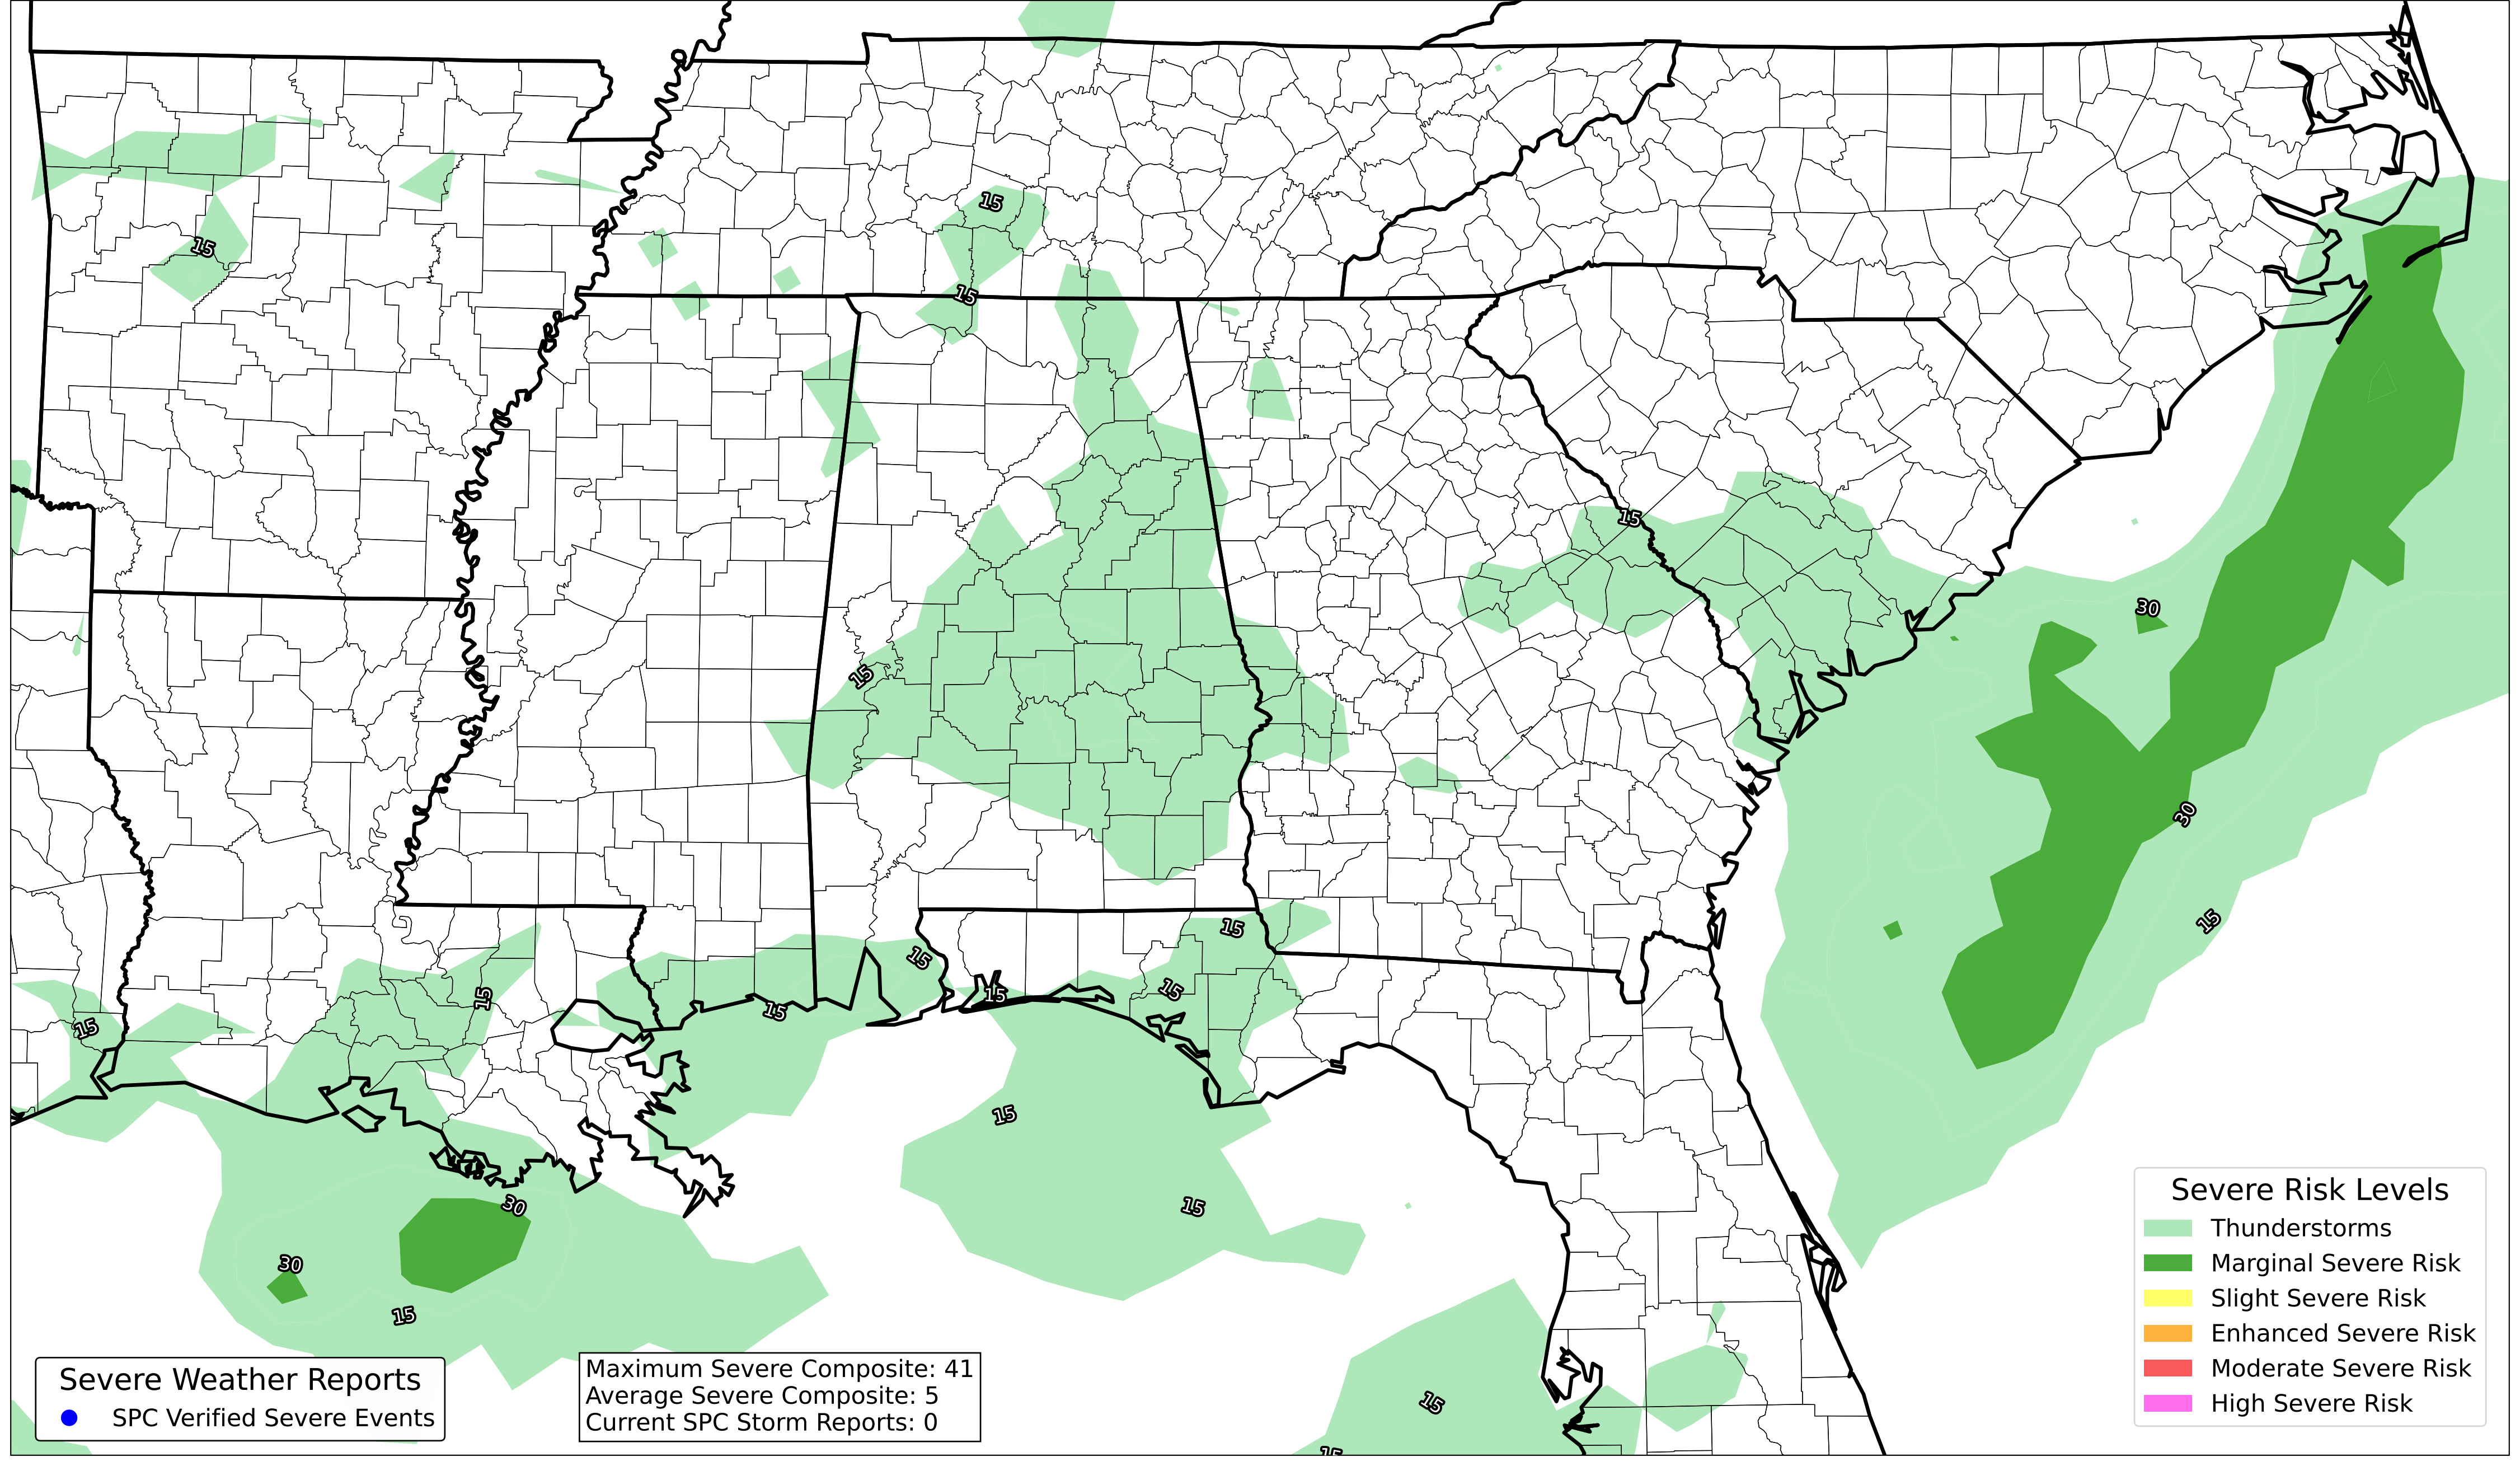 15
15
15
15
30
15
30
15
15
15
15
15
15
15
15
15
30
30
15
15
15
Severe Weather Reports
SPC Verified Severe Events
Maximum Severe Composite: 41
Average Severe Composite: 5
Current SPC Storm Reports: 0
Severe Risk Levels
Thunderstorms
Marginal Severe Risk
Slight Severe Risk
Enhanced Severe Risk
Moderate Severe Risk
High Severe Risk